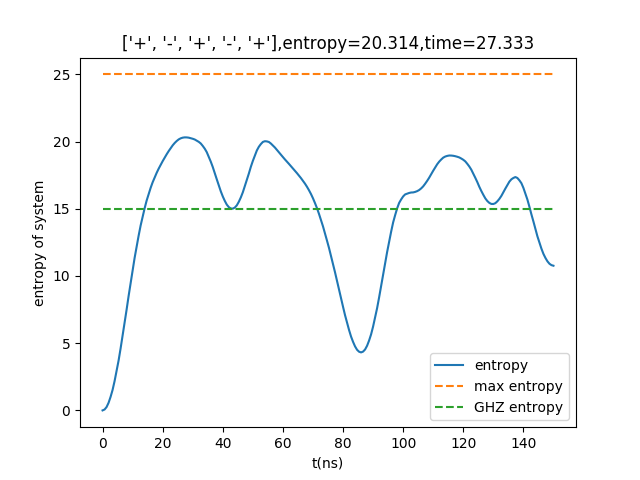 ['+', '-', '+', '-', '+'],entropy=20.314,time=27.333
entropy of system
25
20
15
10
5
0
0 20 40 60 80 100 120 140
t(ns)
entropy
max entropy
GHZ entropy